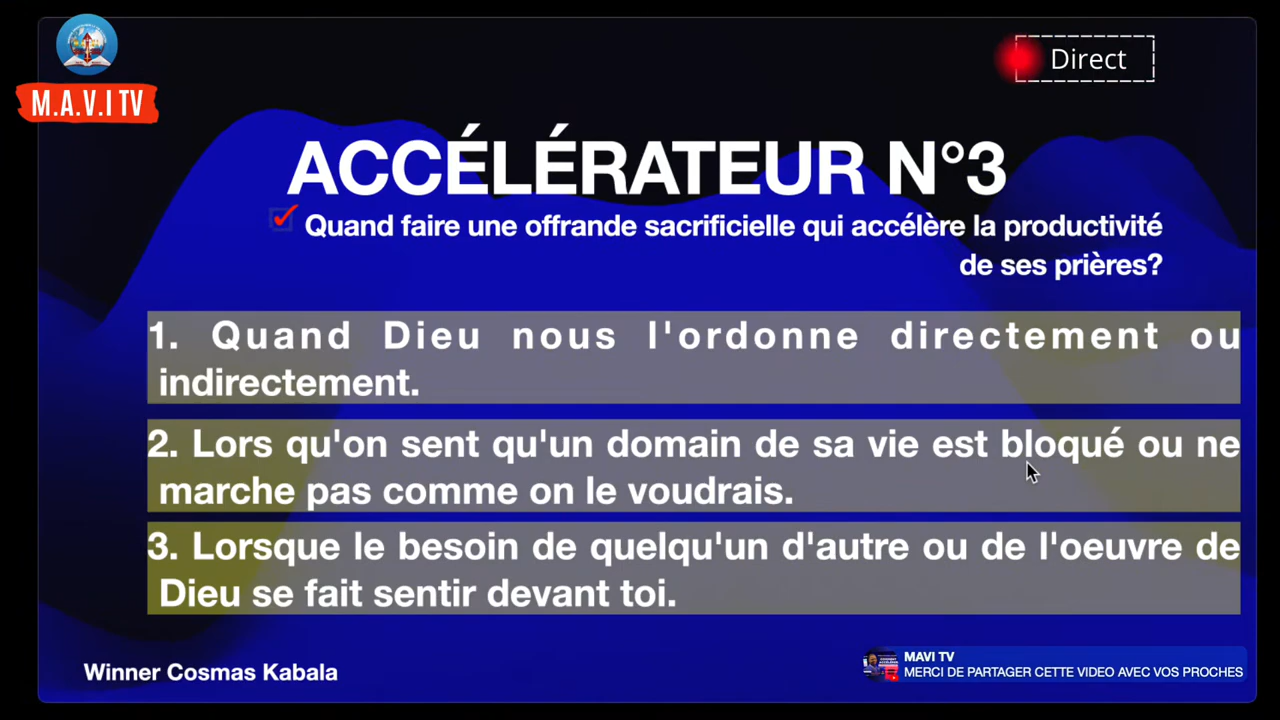 M.A.V.I TV
Direct
ACCÉLÉRATEUR N°3
Quand faire une offrande sacrificielle qui accélère la productivité
de ses prières?
1. Quand Dieu nous l'ordonne directement ou
indirectement.
2. Lors qu'on sent qu'un domain de sa vie est bloqué ou ne
marche pas comme on le voudrais.
3. Lorsque le besoin de quelqu'un d'autre ou de l'oeuvre de
Dieu se fait sentir devant toi.
Winner Cosmas Kabala
MAVI TV
MERCI DE PARTAGER CETTE VIDEO AVEC VOS PROCHES